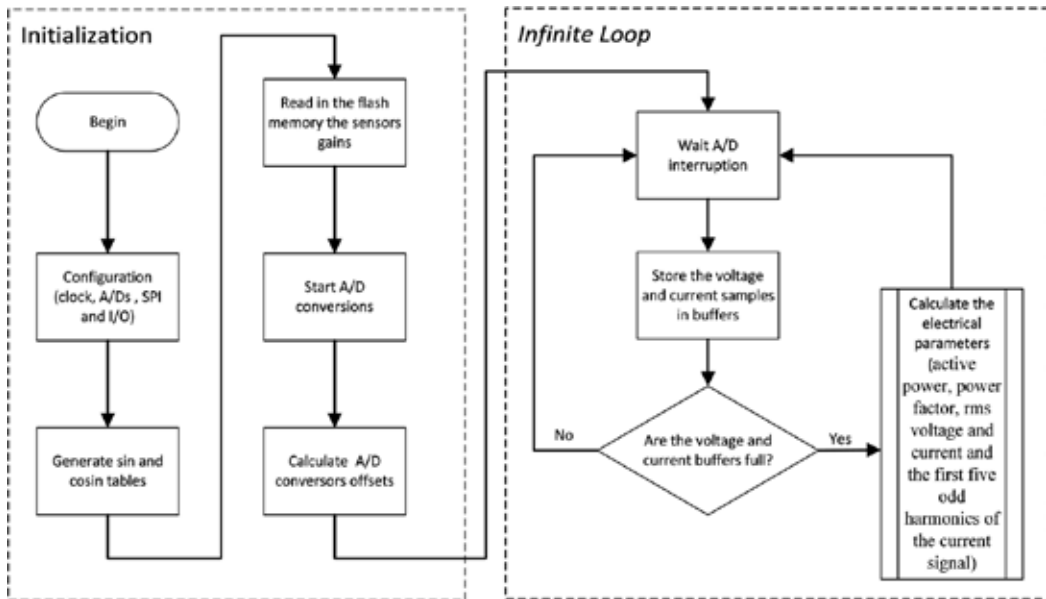 Initialization
Begin
Configuration
(clock, A/Ds , SPI
and I/O)
Generate sin and
cosin tables
Read in the flash
memory the sensors
gains
Start A/D
conversions
Calculate A/D
conversors offsets
Infinite Loop
Wait A/D
interruption
Store the voltage
and current samples
in buffers
Are the voltage and
current buffers full?
No
Yes
Calculate the
electrical
parameters
(active
power, power
factor, rms
voltage and
current and
the first five
odd
harmonics of
the current
signal)